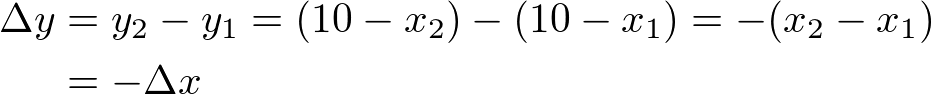 Δy = y₂ − y₁ = (10 − x₂) − (10 − x₁) = −(x₂ − x₁)
= −Δx